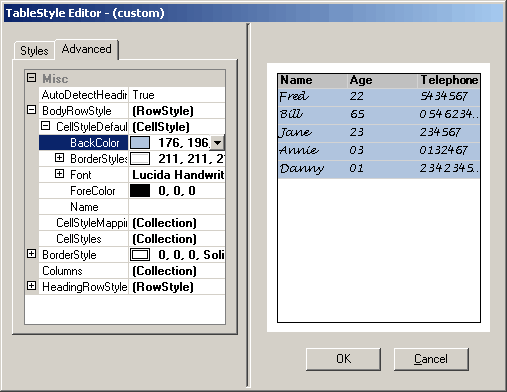 TableStyle Editor - (custom)
Styles Advanced
Misc
AutoDetectHeadin True
BodyRowStyle (RowStyle)
CellStyleDefaul (CellStyle)
BackColor 176, 196,
BorderStyles 211, 211, 2
Font Lucida Handwrit
ForeColor 0, 0, 0
Name
CellStyleMappi (Collection)
CellStyles (Collection)
BorderStyle 0, 0, 0, Soli
Columns (Collection)
HeadingRowStyle (RowStyle)
Name Age Telephone
Fred 22 5434567
Bill 65 0546234..
Jane 23 234567
Annie 03 0132467
Danny 01 2342345..
OK Cancel